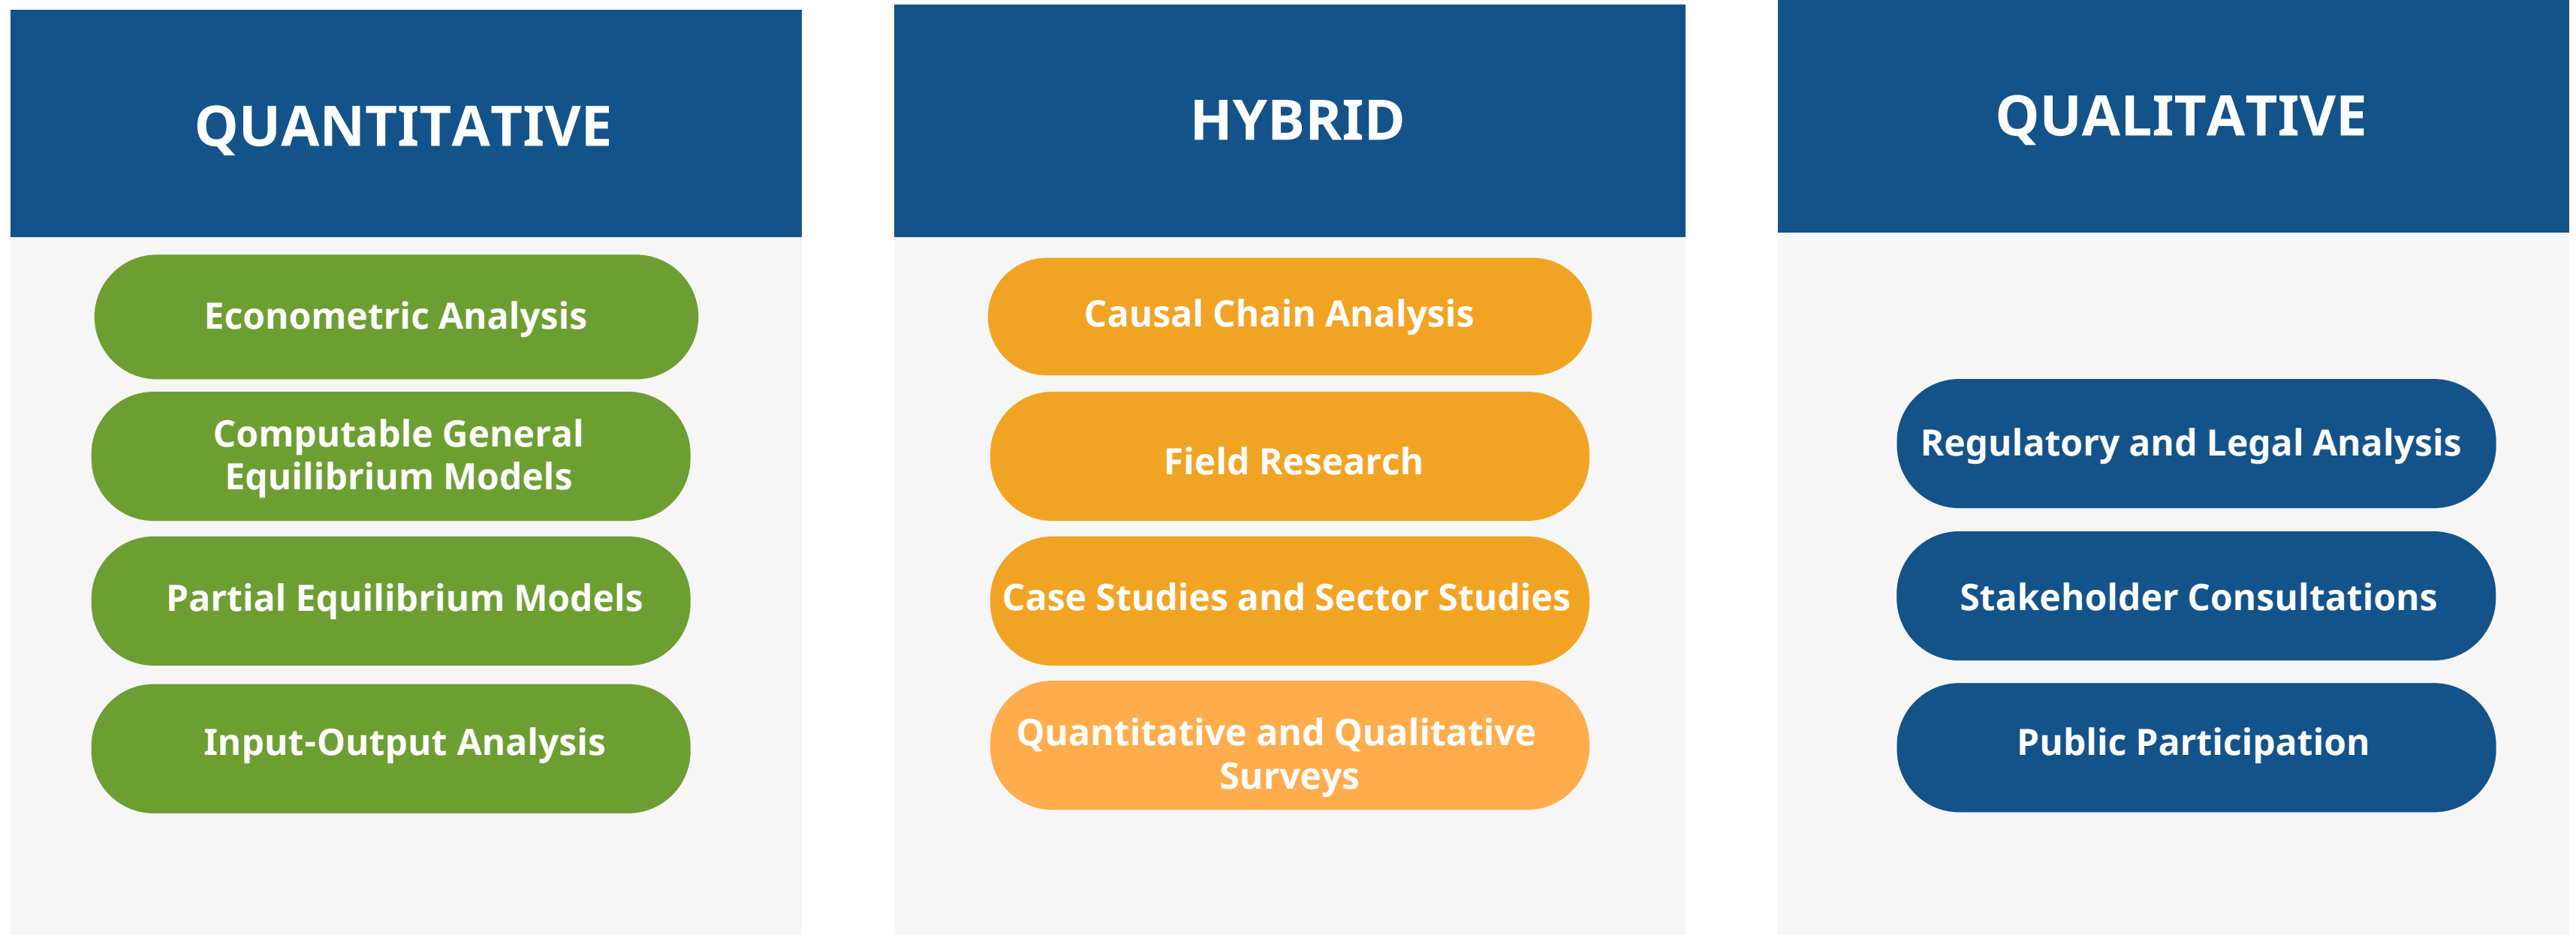 QUANTITATIVE
Econometric Analysis
Computable General
Equilibrium Models
Partial Equilibrium Models
Input-Output Analysis
HYBRID
Causal Chain Analysis
Field Research
Case Studies and Sector Studies
Quantitative and Qualitative
Surveys
QUALITATIVE
Regulatory and Legal Analysis
Stakeholder Consultations
Public Participation